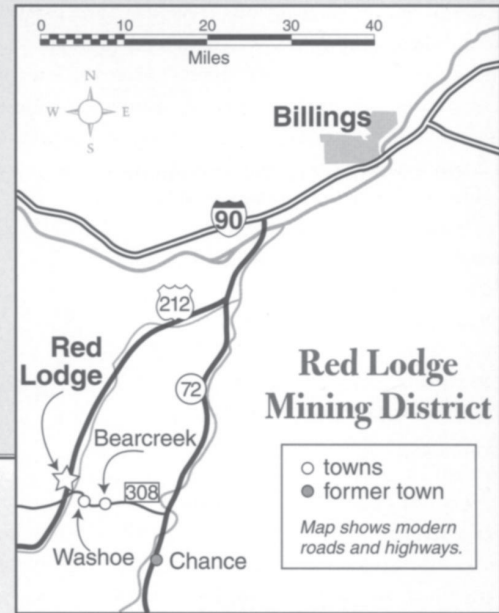 0 10 20 30 40
Miles
N
W E
S
Billings
90
212
Red
Lodge
72
Red Lodge
Mining District
Bearcreek
308
towns
former town
Map shows modern
roads and highways.
Washoe
Chance